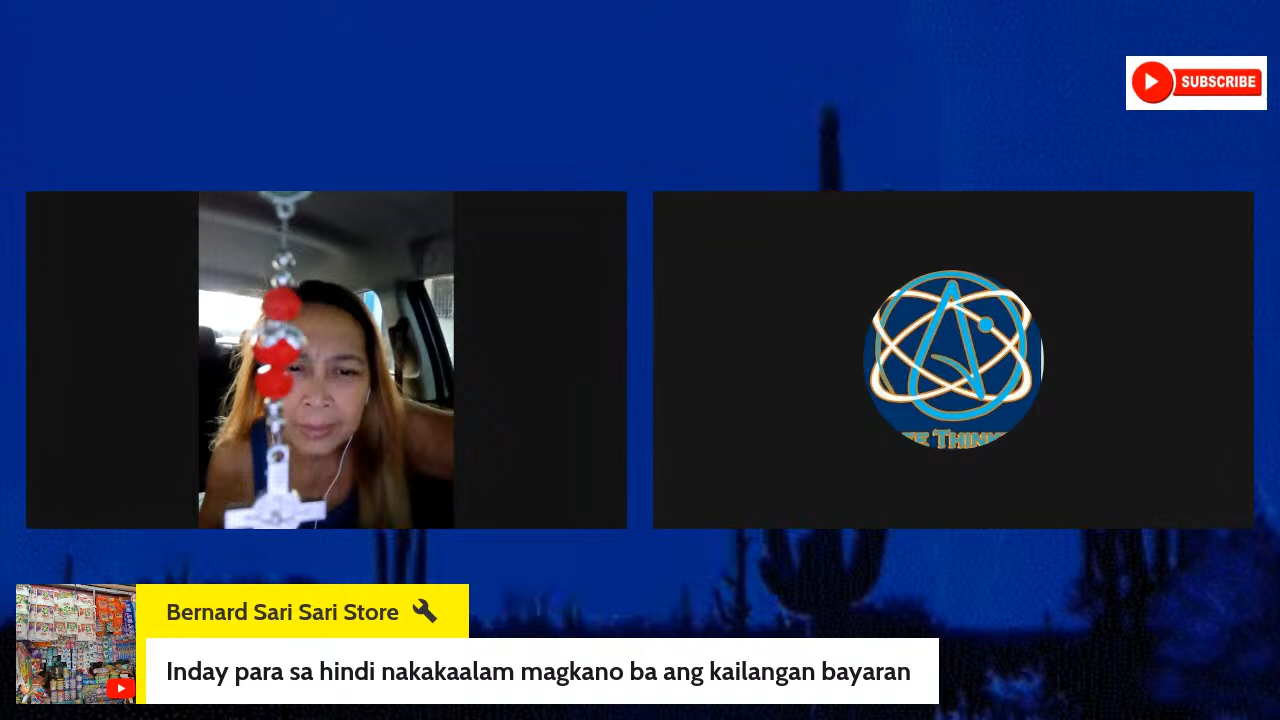 SUBSCRIBE
Bernard Sari Sari Store
Inday para sa hindi nakakaalam magkano ba ang kailangan bayaran